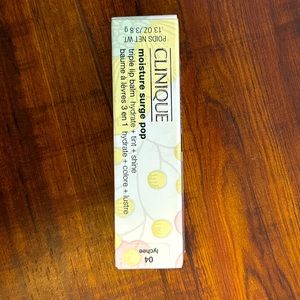 CLINIQUE
moisture surge pop
triple lip balm hydrate + tint + shine
baume à lèvres 3 en 1 hydrate + colore + lustre
POIDS NET WT
.13 OZ/3.8 g
04
lychee